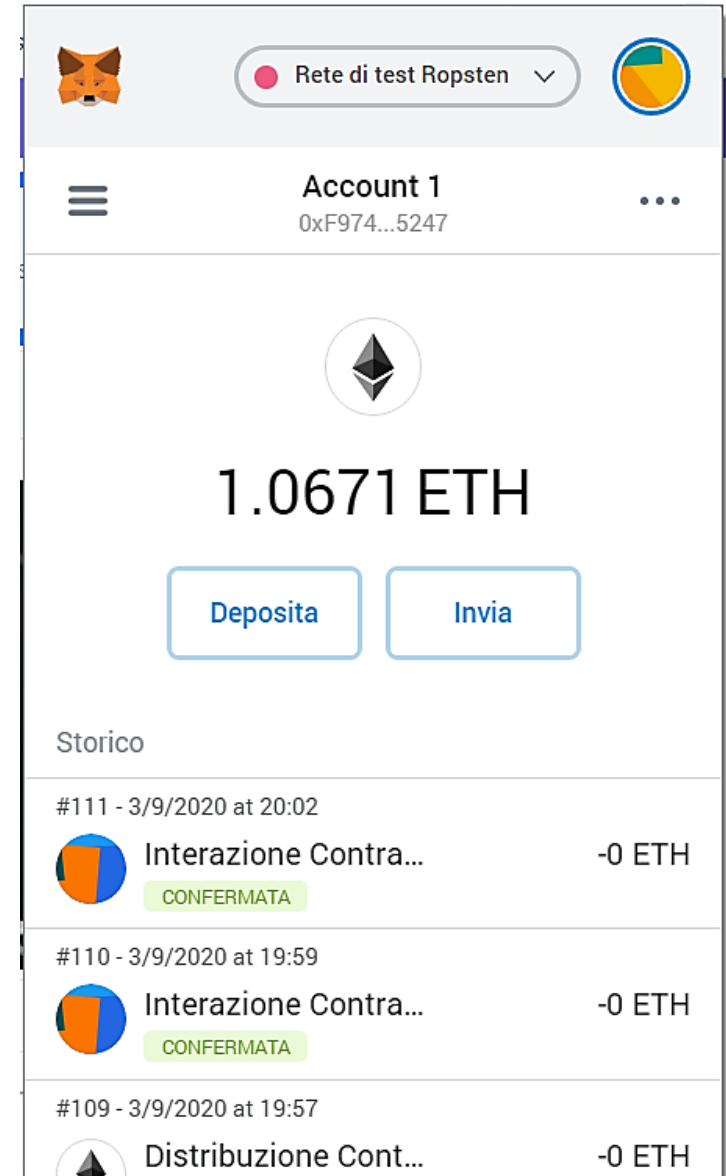 Rete di test Ropsten
Account 1
0xF974...5247
1.0671 ETH
Deposita Invia
Storico
#111 - 3/9/2020 at 20:02
Interazione Contra... -0 ETH
CONFERMATA
#110 - 3/9/2020 at 19:59
Interazione Contra... -0 ETH
CONFERMATA
#109 - 3/9/2020 at 19:57
Distribuzione Cont... -0 ETH